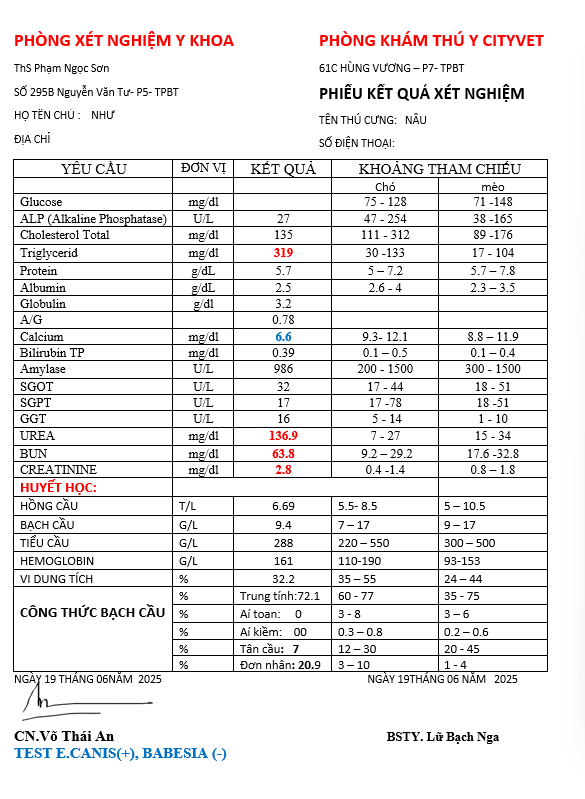 PHÒNG XÉT NGHIỆM Y KHOA
PHÒNG KHÁM THÚ Y CITYVET
ThS Phạm Ngọc Sơn
61C HÙNG VƯƠNG – P7- TPBT
SỐ 295B Nguyễn Văn Tư- P5- TPBT
PHIẾU KẾT QUẢ XÉT NGHIỆM
HỌ TÊN CHỦ : NHƯ
TÊN THÚ CƯNG: NÂU
ĐỊA CHỈ
SỐ ĐIỆN THOẠI:
YÊU CẦU ĐƠN VỊ KẾT QUẢ KHOẢNG THAM CHIẾU
Chó mèo
Glucose mg/dl 75 - 128 71 -148
ALP (Alkaline Phosphatase) U/L 27 47 - 254 38 -165
Cholesterol Total mg/dl 135 111 - 312 89 -176
Triglycerid mg/dl 319 30 -133 17 - 104
Protein g/dL 5.7 5 – 7.2 5.7 – 7.8
Albumin g/dL 2.5 2.6 - 4 2.3 – 3.5
Globulin g/dl 3.2
A/G 0.78
Calcium mg/dl 6.6 9.3- 12.1 8.8 – 11.9
Bilirubin TP mg/dl 0.39 0.1 – 0.5 0.1 – 0.4
Amylase U/L 986 200 - 1500 300 - 1500
SGOT U/L 32 17 - 44 18 - 51
SGPT U/L 17 17 -78 18 -51
GGT U/L 16 5 - 14 1 - 10
UREA mg/dl 136.9 7 - 27 15 - 34
BUN mg/dl 63.8 9.2 – 29.2 17.6 -32.8
CREATININE mg/dl 2.8 0.4 -1.4 0.8 – 1.8
HUYẾT HỌC:
HỒNG CẦU T/L 6.69 5.5- 8.5 5 – 10.5
BẠCH CẦU G/L 9.4 7 – 17 9 – 17
TIỂU CẦU G/L 288 220 – 550 300 – 500
HEMOGLOBIN G/L 161 110-190 93-153
VI DUNG TÍCH % 32.2 35 – 55 24 – 44
CÔNG THỨC BẠCH CẦU % Trung tính:72.1 60 - 77 35 - 75
% Aí toan: 0 3 - 8 3 – 6
% Aí kiềm: 00 0.3 – 0.8 0.2 – 0.6
% Tân cầu: 7 12 – 30 20 - 45
% Đơn nhân: 20.9 3 – 10 1 - 4
NGÀY 19 THÁNG 06NĂM 2025
NGÀY 19THÁNG 06 NĂM 2025
CN.Võ Thái An
BSTY. Lữ Bạch Nga
TEST E.CANIS(+), BABESIA (-)